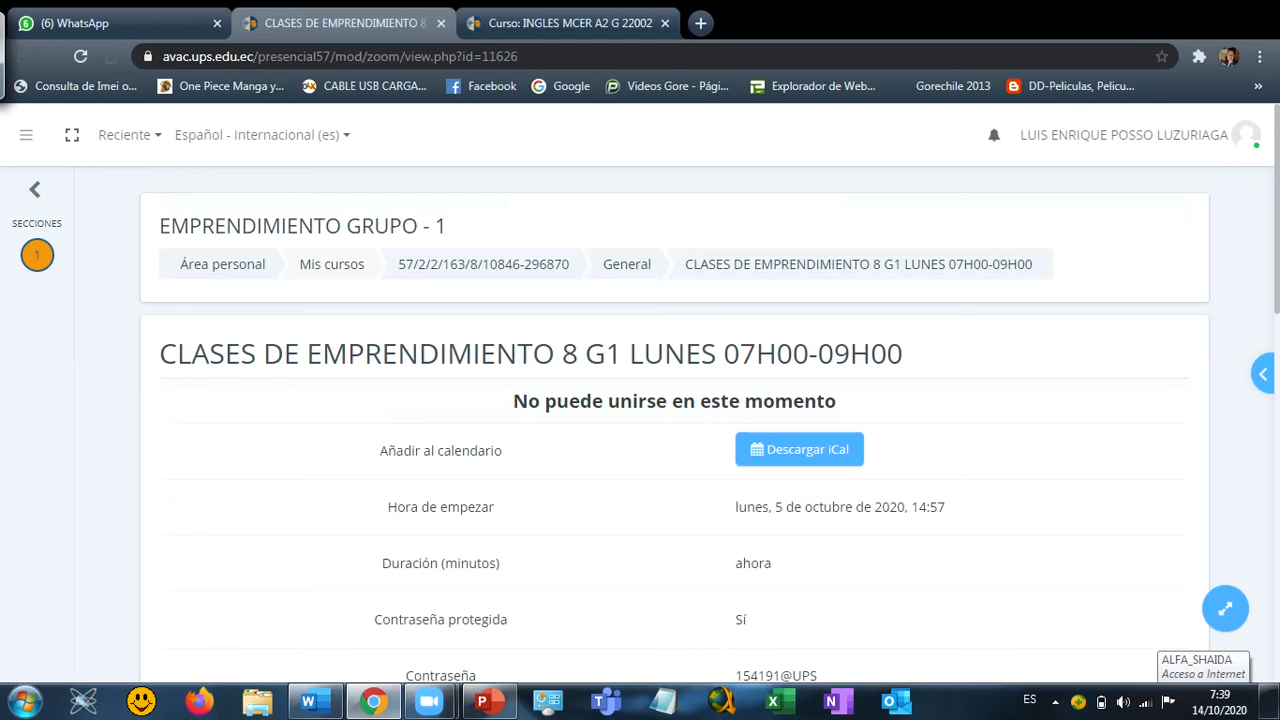 (6) WhatsApp
CLASES DE EMPRENDIMIENTO 8
Curso: INGLES MCER A2 G 22002
avac.ups.edu.ec/presencial57/mod/zoom/view.php?id=11626
Consulta de Imei o... One Piece Manga y... CABLE USB CARGA... Facebook Google Videos Gore - Pági... Explorador de Web... Gorechile 2013 DD-Peliculas, Pelicu... »
Reciente Español - Internacional (es) LUIS ENRIQUE POSSO LUZURIAGA
SECCIONES
1
EMPRENDIMIENTO GRUPO - 1
Área personal Mis cursos 57/2/2/163/8/10846-296870 General CLASES DE EMPRENDIMIENTO 8 G1 LUNES 07H00-09H00
CLASES DE EMPRENDIMIENTO 8 G1 LUNES 07H00-09H00
No puede unirse en este momento
Añadir al calendario Descargar iCal
Hora de empezar lunes, 5 de octubre de 2020, 14:57
Duración (minutos) ahora
Contraseña protegida Sí
Contraseña 154191@UPS
ALFA_SHAIDA
Acceso a Internet
ES 7:39
14/10/2020